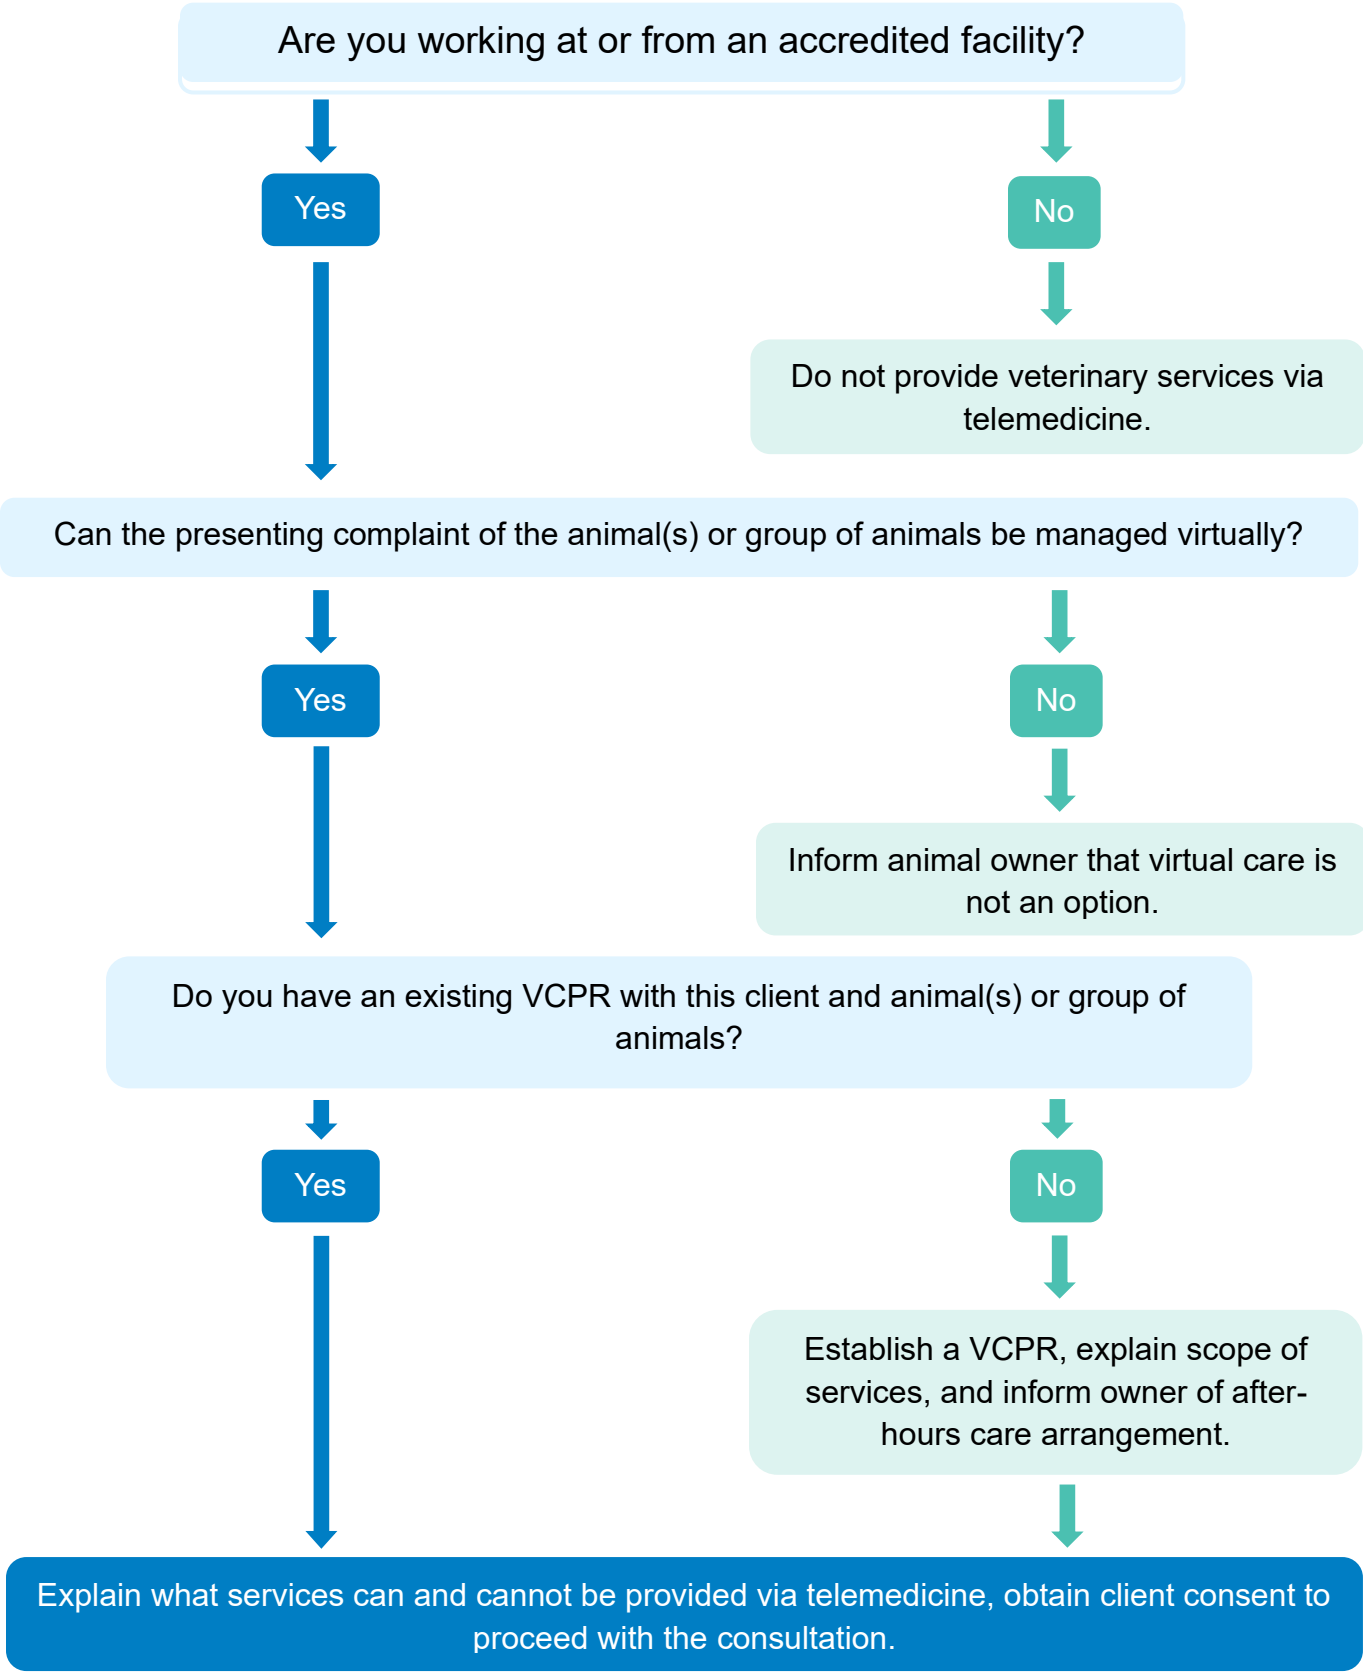 Are you working at or from an accredited facility?
Yes
No
Do not provide veterinary services via
telemedicine.
Can the presenting complaint of the animal(s) or group of animals be managed virtually?
Yes
No
Inform animal owner that virtual care is
not an option.
Do you have an existing VCPR with this client and animal(s) or group of
animals?
Yes
No
Establish a VCPR, explain scope of
services, and inform owner of after-
hours care arrangement.
Explain what services can and cannot be provided via telemedicine, obtain client consent to
proceed with the consultation.